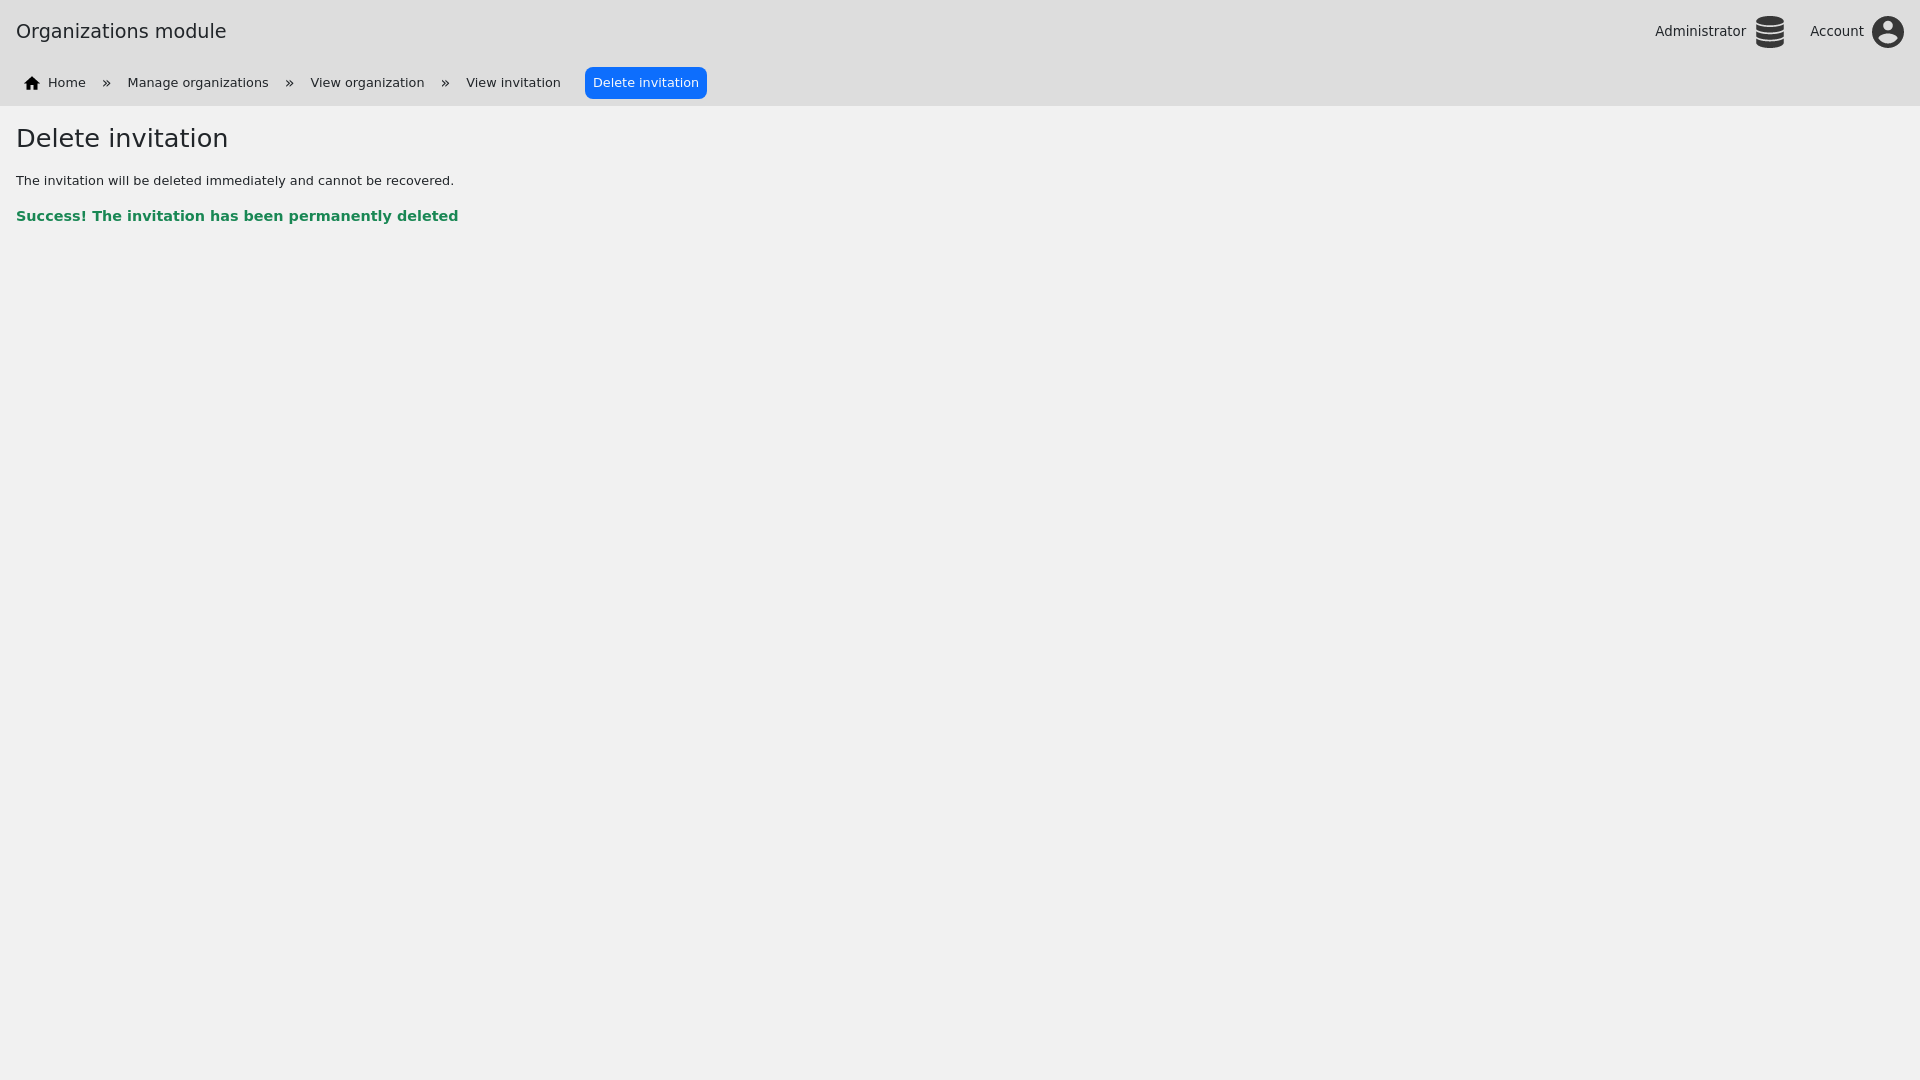 Organizations module
Administrator
Account
Home » Manage organizations » View organization » View invitation Delete invitation
Delete invitation
The invitation will be deleted immediately and cannot be recovered.
Success! The invitation has been permanently deleted